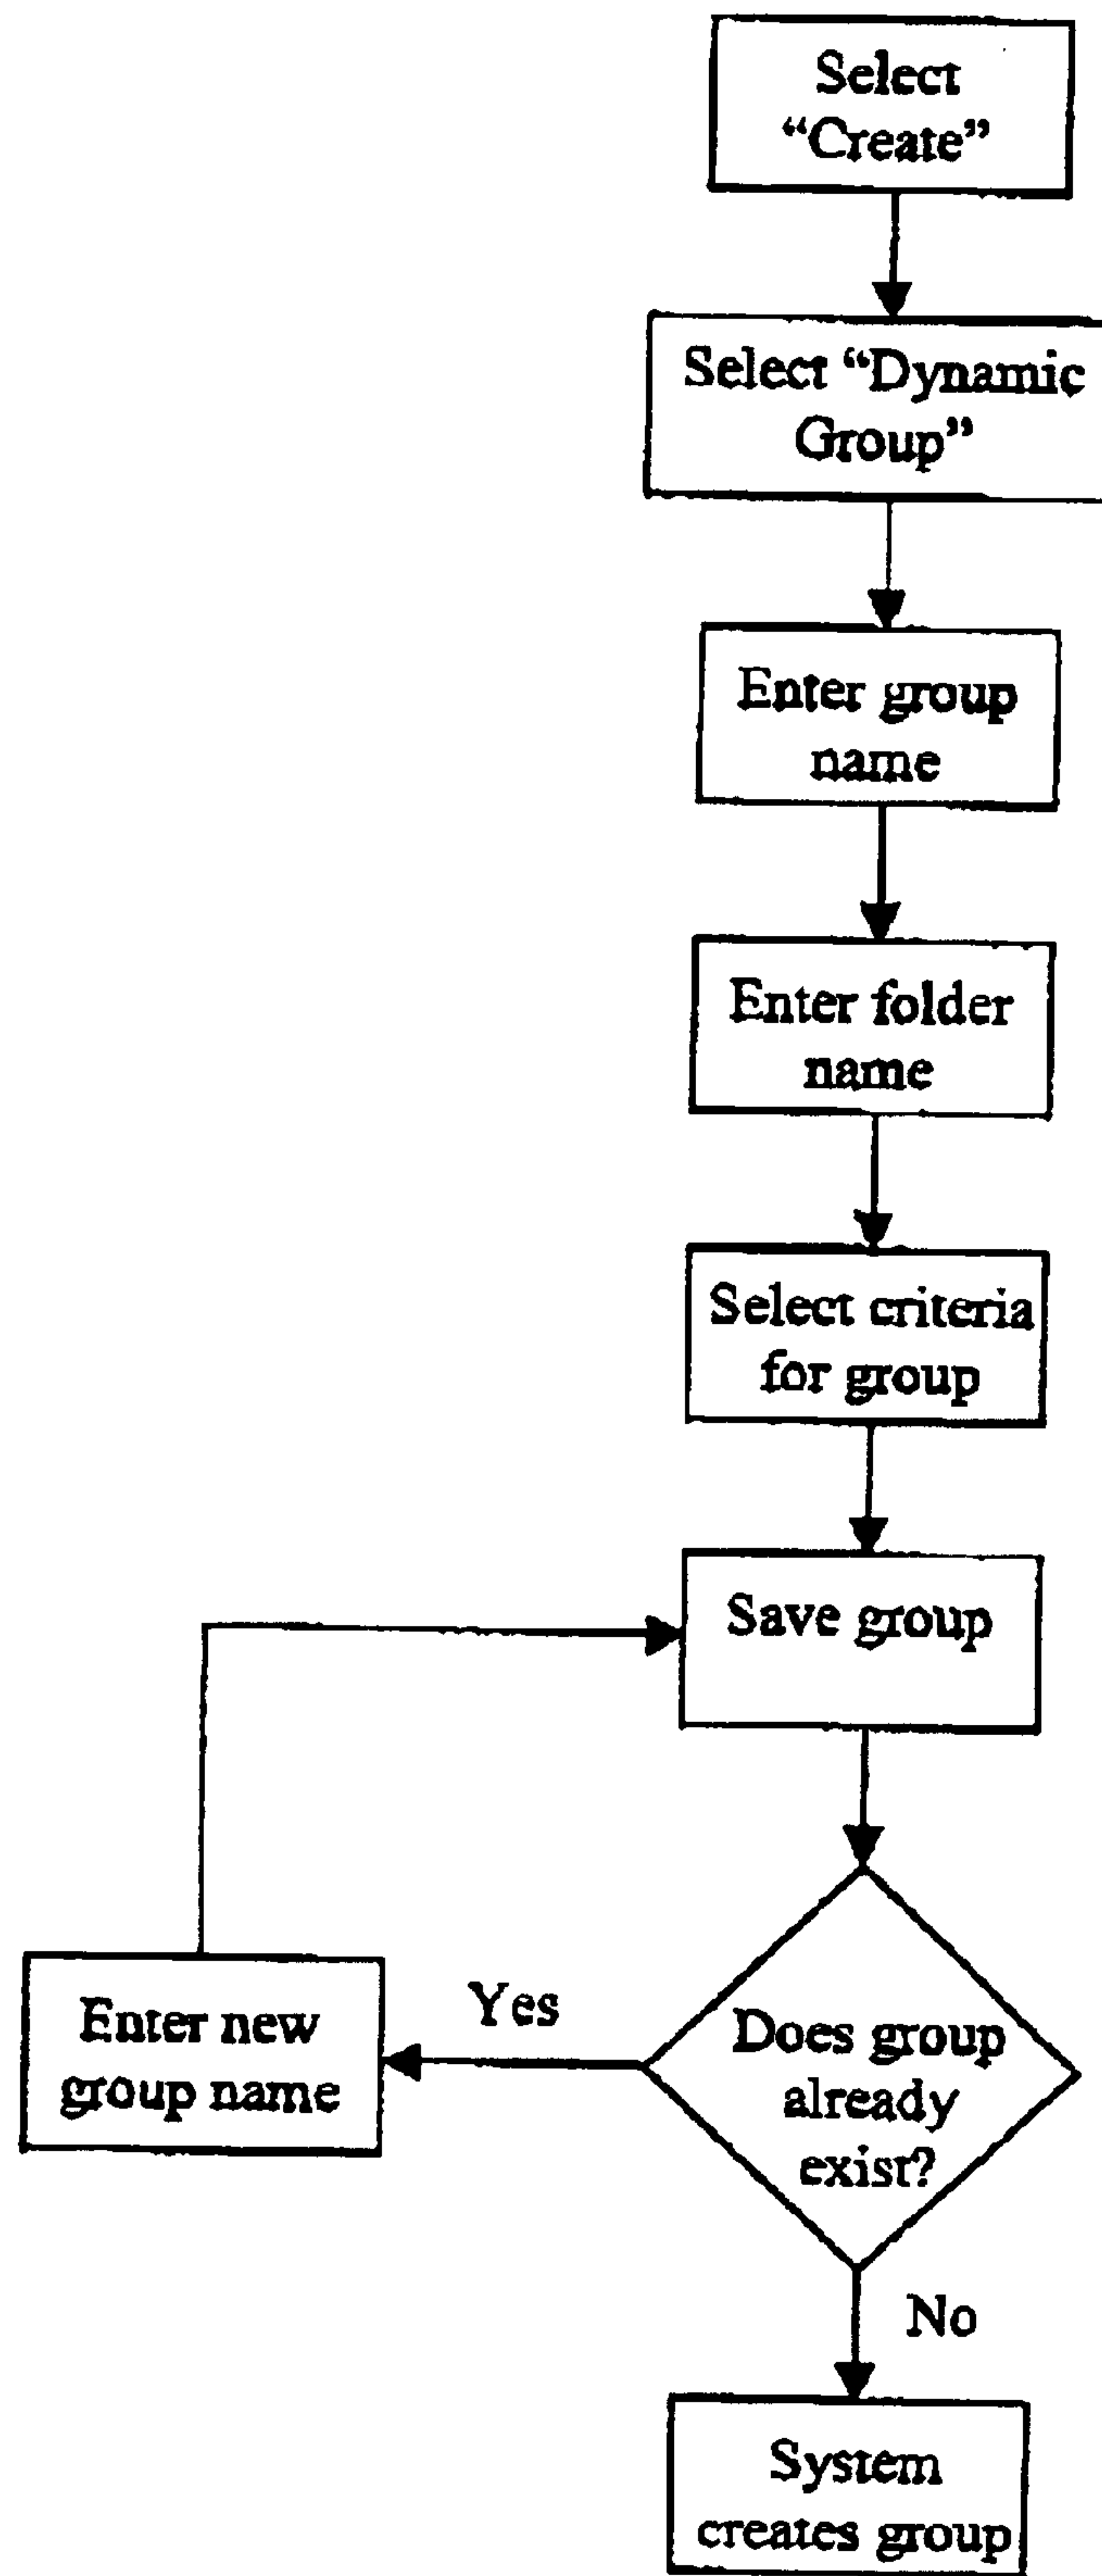 Select
“Create”
Select “Dynamic
Group”
Enter group
name
Enter folder
name
Select criteria
for group
Save group
Does group
already
exist?
Yes
Enter new
group name
No
System
creates group